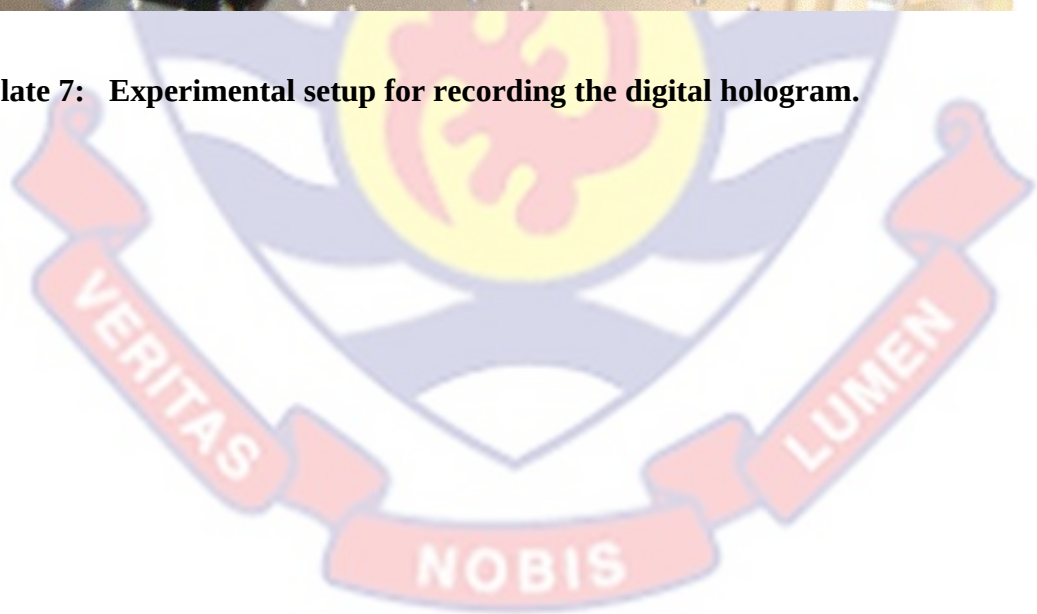 late 7: Experimental setup for recording the digital hologram.
VERITAS
NOBIS
LUMEN